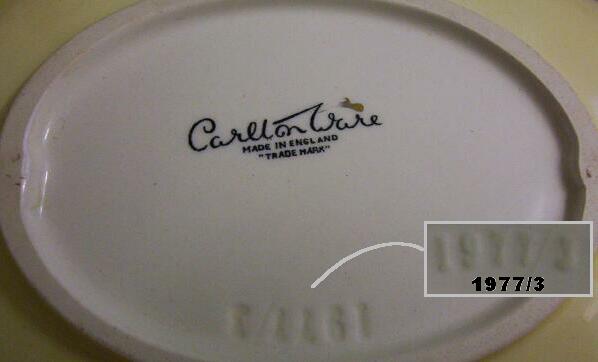 Carlton Ware
MADE IN ENGLAND
"TRADE MARK"
1977/3
1977/3
1977/3